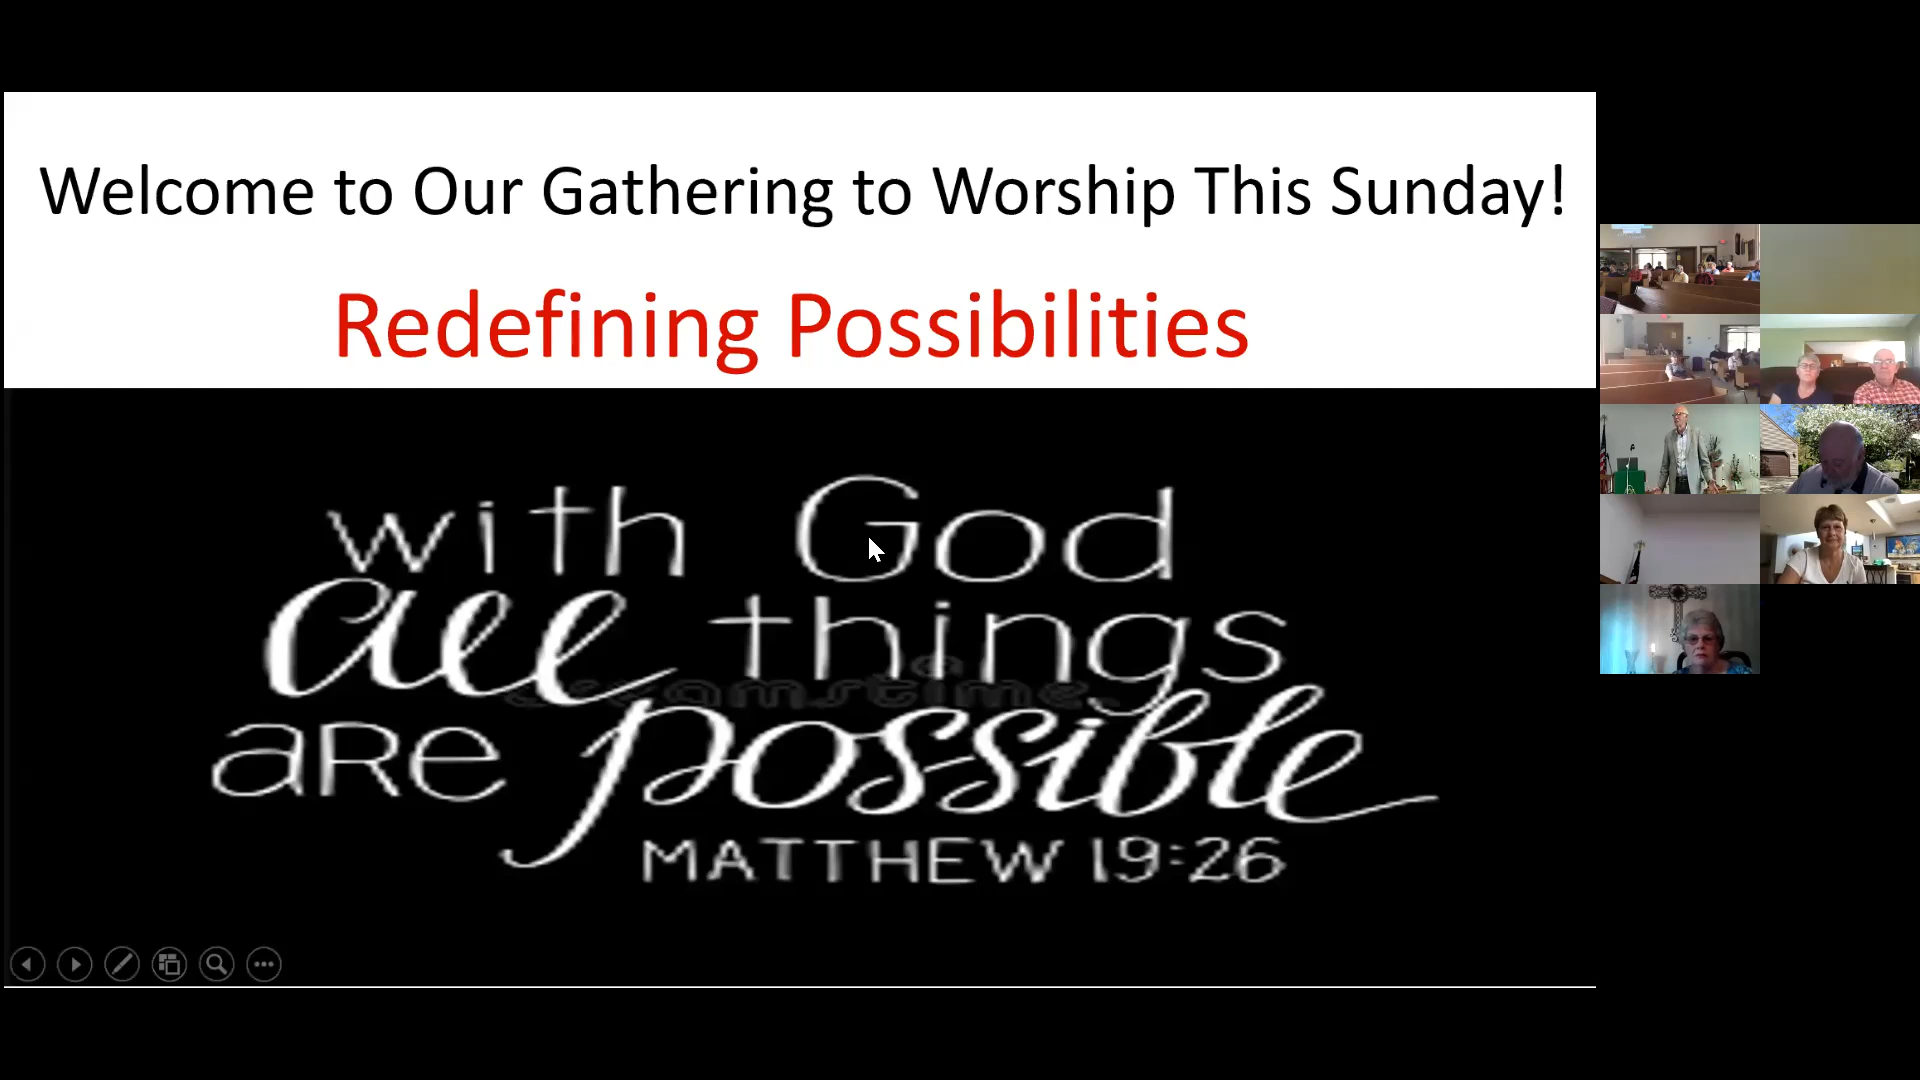 Welcome to Our Gathering to Worship This Sunday!
Redefining Possibilities
with God
all things
dreamstime.
are possible
MATTHEW 19:26